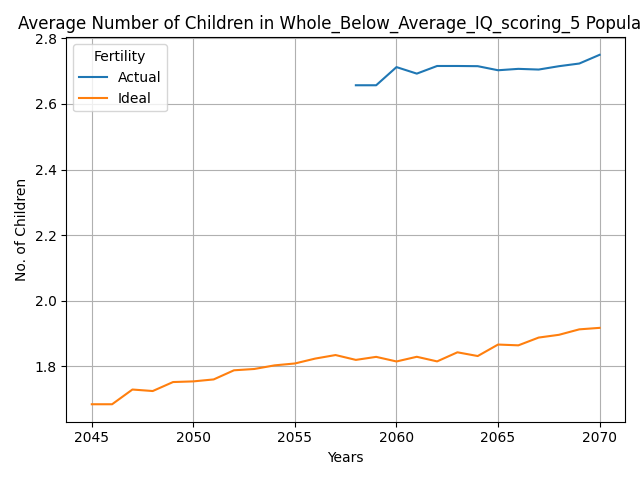 Average Number of Children in Whole_Below_Average_IQ_scoring_5 Popula
2.8
2.6
2.4
2.2
2.0
1.8
No. of Children
Fertility
Actual
Ideal
2045 2050 2055 2060 2065 2070
Years